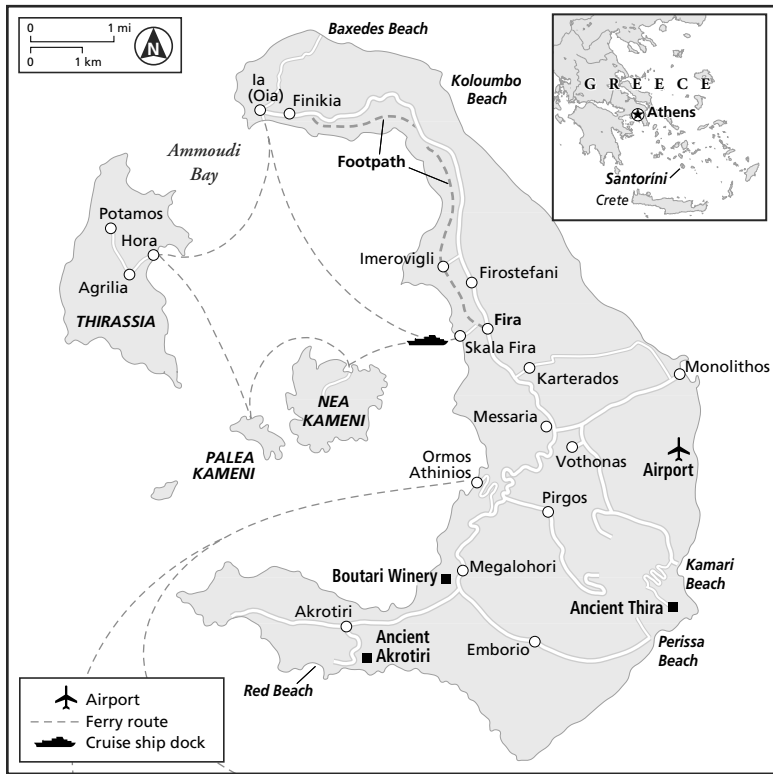 0 1 mi
0 1 km
N
Baxedes Beach
Ia
(Oia)
Finikia
Koloumbo
Beach
G R E E C E
Athens
Santorini
Crete
Ammoudi
Bay
Footpath
Potamos
Hora
Agrilia
THIRASSIA
Imerovigli
Firostefani
Fira
Skala Fira
Karterados
Monolithos
NEA
KAMENI
Messaria
PALEA
KAMENI
Ormos
Athinios
Vothonas
Airport
Pirgos
Boutari Winery
Megalohori
Kamari
Beach
Akrotiri
Ancient Thira
Ancient
Akrotiri
Emborio
Perissa
Beach
Red Beach
Airport
Ferry route
Cruise ship dock